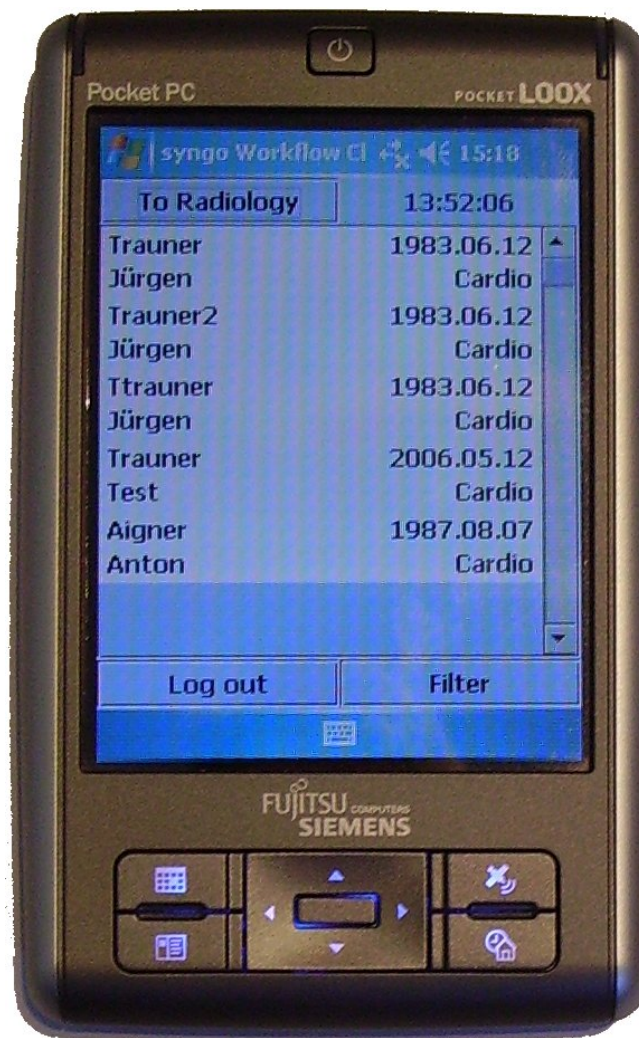 Pocket PC POCKET LOOX
syngo Workflow Cl 15:18
To Radiology 13:52:06
Trauner 1983.06.12
Jürgen Cardio
Trauner2 1983.06.12
Jürgen Cardio
Ttrauner 1983.06.12
Jürgen Cardio
Trauner 2006.05.12
Test Cardio
Aigner 1987.08.07
Anton Cardio
Log out Filter
FUJITSU COMPUTERS
SIEMENS